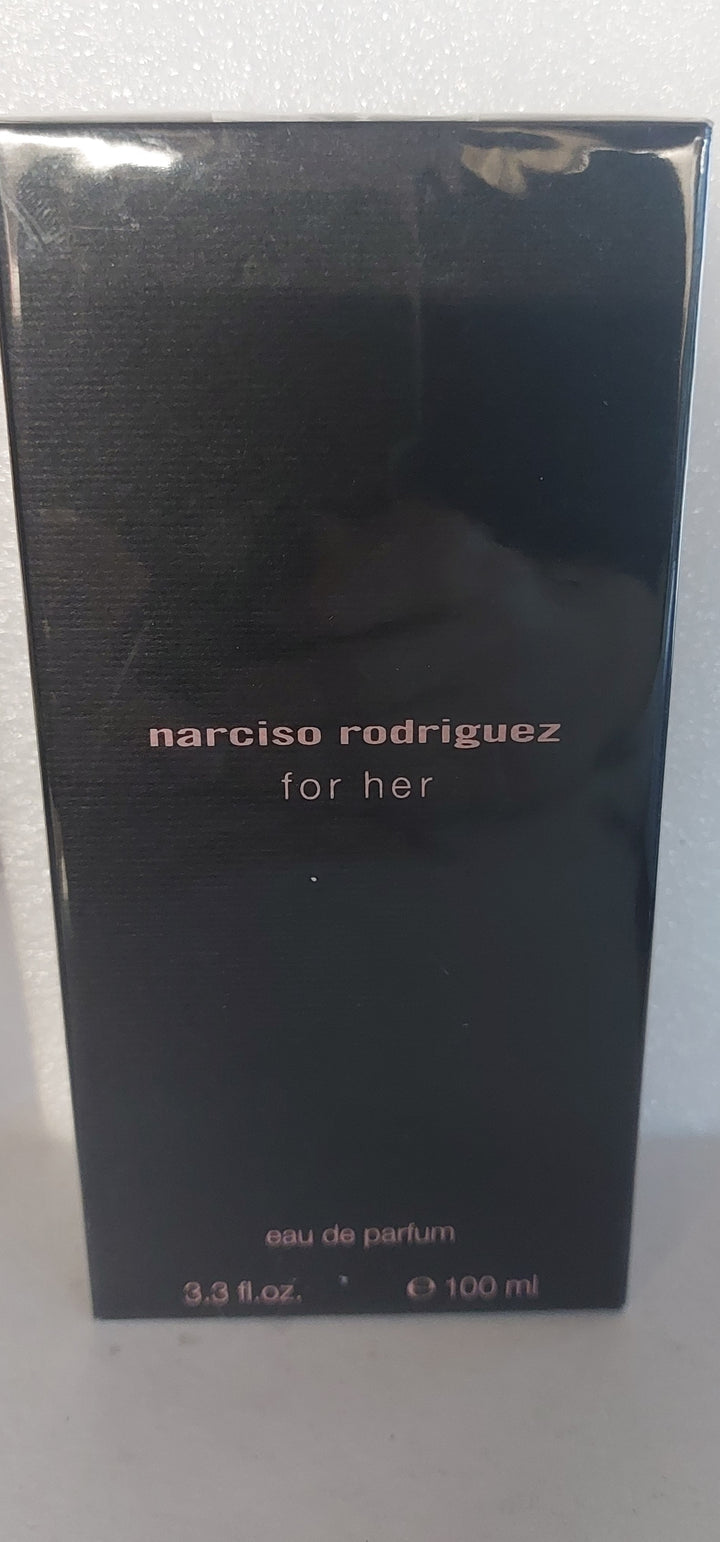 narciso rodriguez
for her
eau de parfum
3.3 fl.oz. ℮ 100 ml